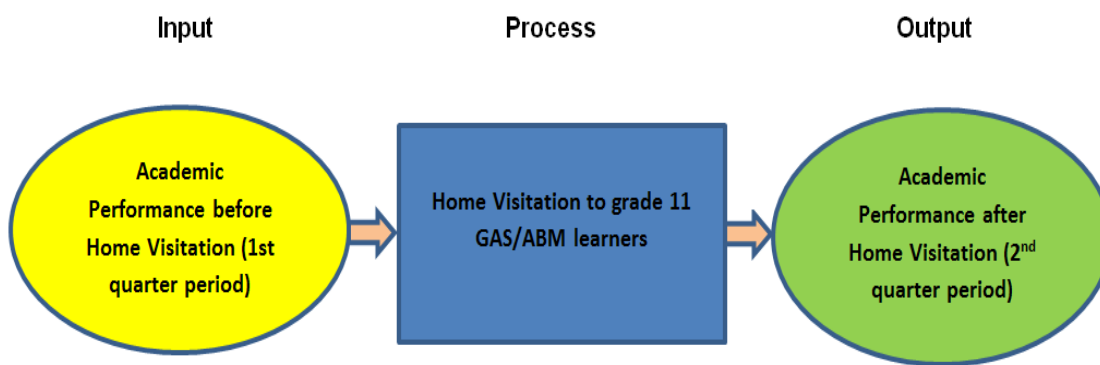 Input
Process
Output
Academic
Performance before
Home Visitation (1st
quarter period)
Home Visitation to grade 11
GAS/ABM learners
Academic
Performance after
Home Visitation (2nd
quarter period)